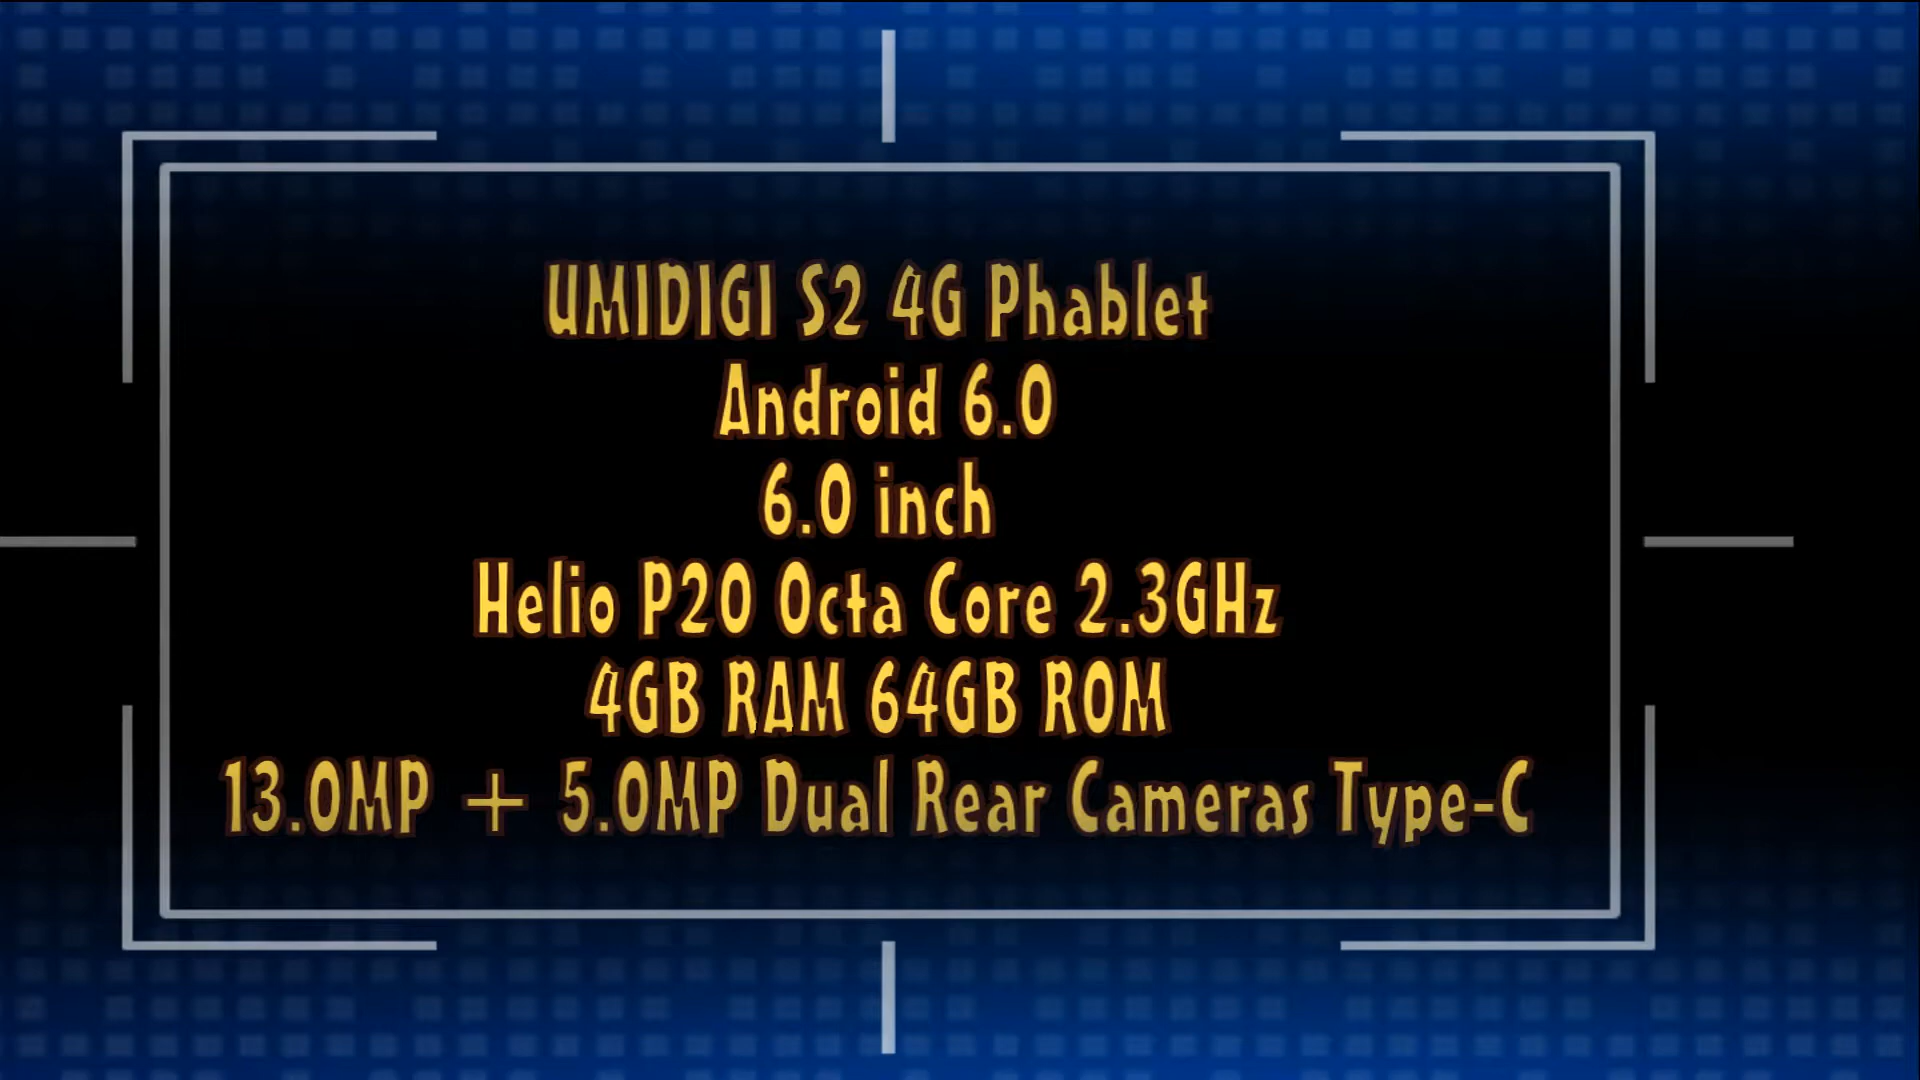 UMIDIGI S2 4G Phablet
Android 6.0
6.0 inch
Helio P20 Octa Core 2.3GHz
4GB RAM 64GB ROM
13.0MP + 5.0MP Dual Rear Cameras Type-C